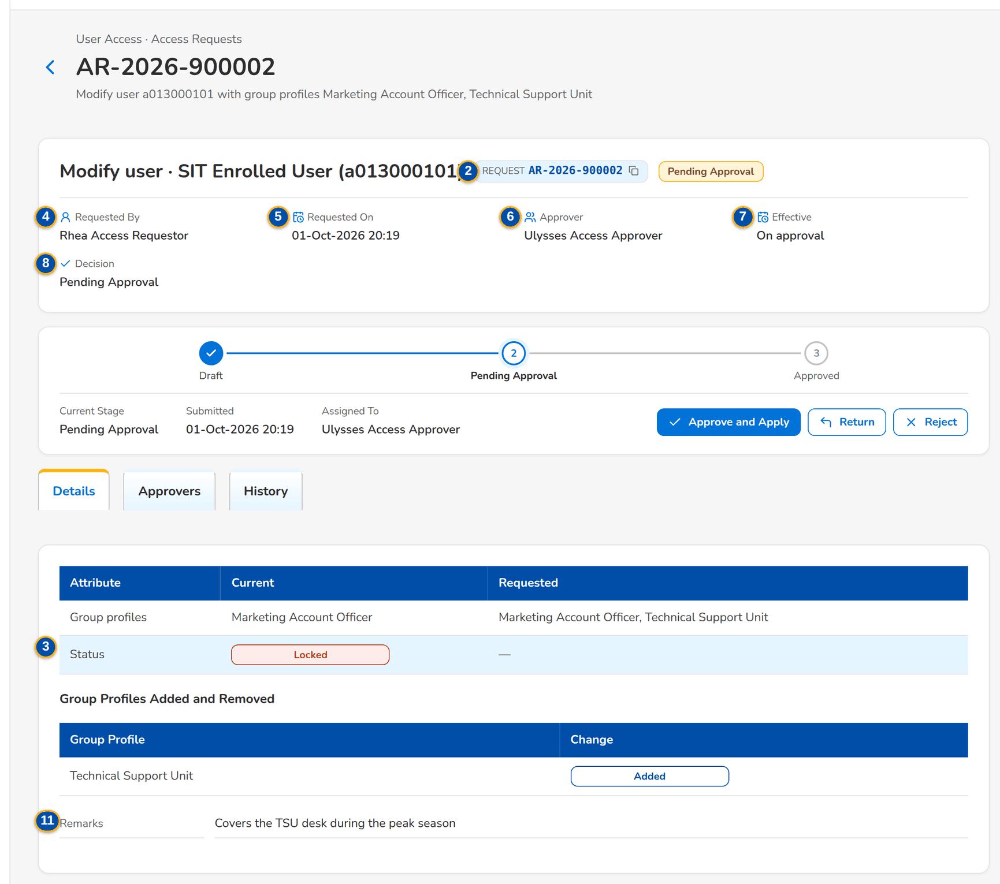 User Access · Access Requests
AR-2026-900002
Modify user a013000101 with group profiles Marketing Account Officer, Technical Support Unit
Modify user · SIT Enrolled User (a013000101) 2 REQUEST AR-2026-900002 Pending Approval
4 Requested By 5 Requested On 6 Approver 7 Effective
Rhea Access Requestor 01-Oct-2026 20:19 Ulysses Access Approver On approval
8 Decision
Pending Approval
2 3
Draft Pending Approval Approved
Current Stage Submitted Assigned To
Pending Approval 01-Oct-2026 20:19 Ulysses Access Approver Approve and Apply Return Reject
Details Approvers History
Attribute Current Requested
Group profiles Marketing Account Officer Marketing Account Officer, Technical Support Unit
3 Status Locked —
Group Profiles Added and Removed
Group Profile Change
Technical Support Unit Added
11 Remarks Covers the TSU desk during the peak season